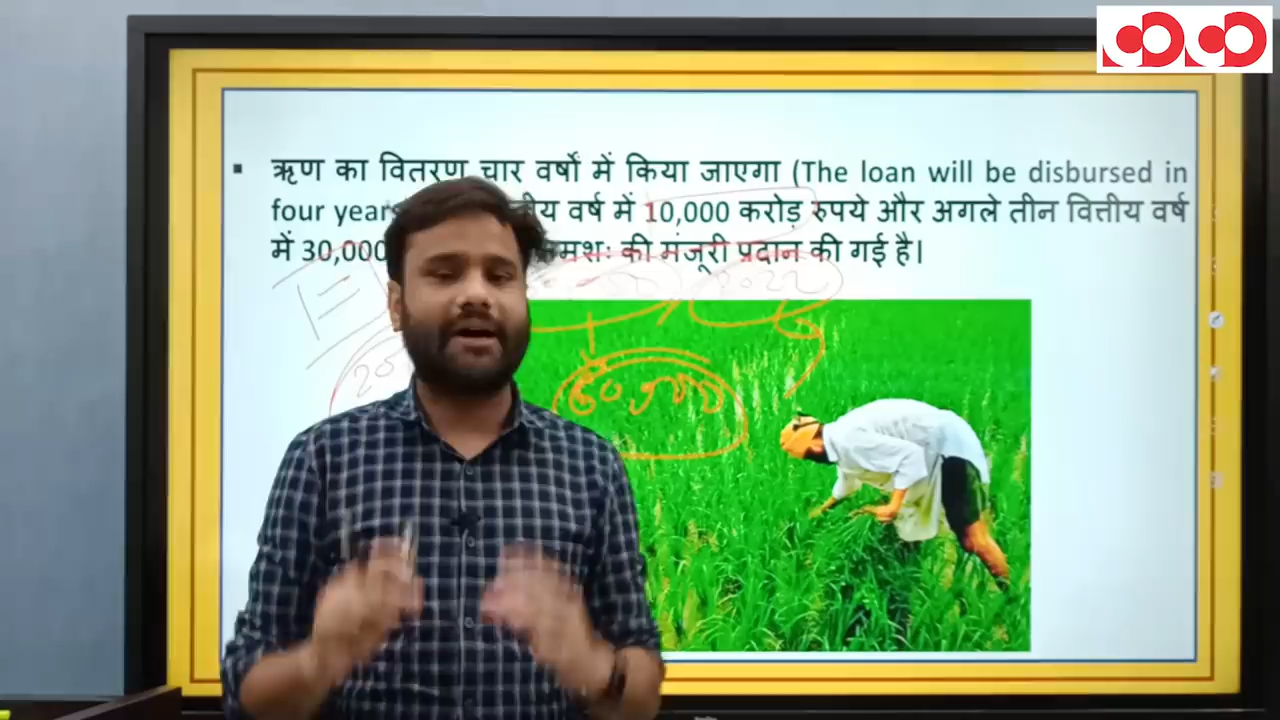 ▪ ऋण का वितरण चार वर्षों में किया जाएगा (The loan will be disbursed in
four years वर्ष में 10,000 करोड़ रुपये और अगले तीन वित्तीय वर्ष
में 30,000 क्रमशः की मंजूरी प्रदान की गई है।